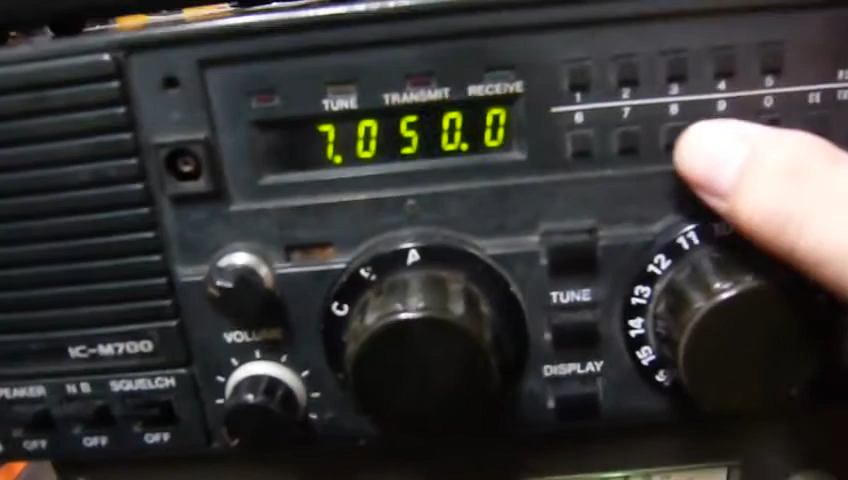 TUNE TRANSMIT RECEIVE
7.050.0
1 2 3 4 5
6 7 8 9 0
C B A
TUNE
DISPLAY
11 12 13 14 15
VOLUME
IC-M700
NB SQUELCH
OFF OFF OFF